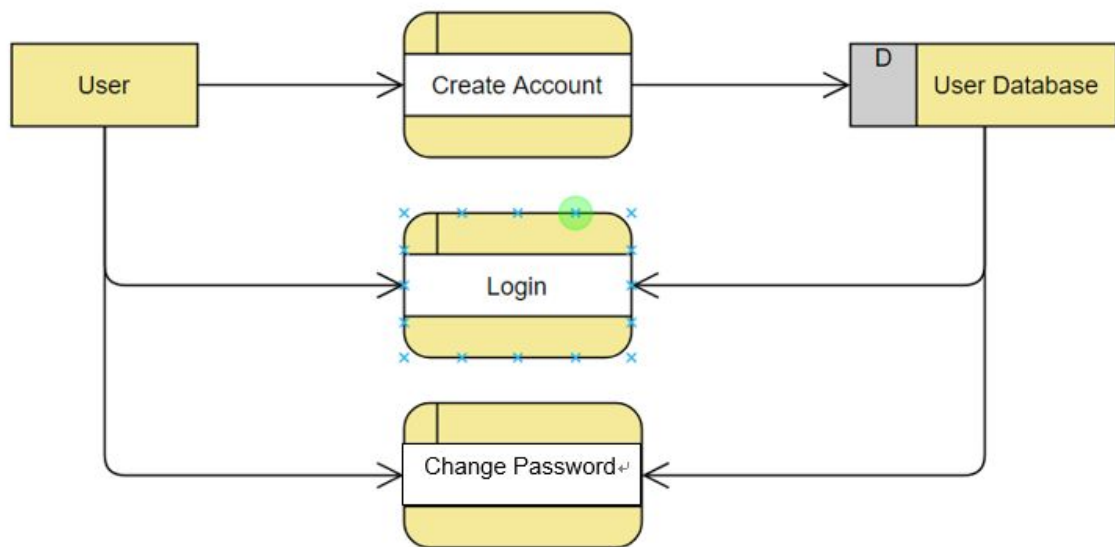 User
Create Account
D
User Database
Login
Change Password↵